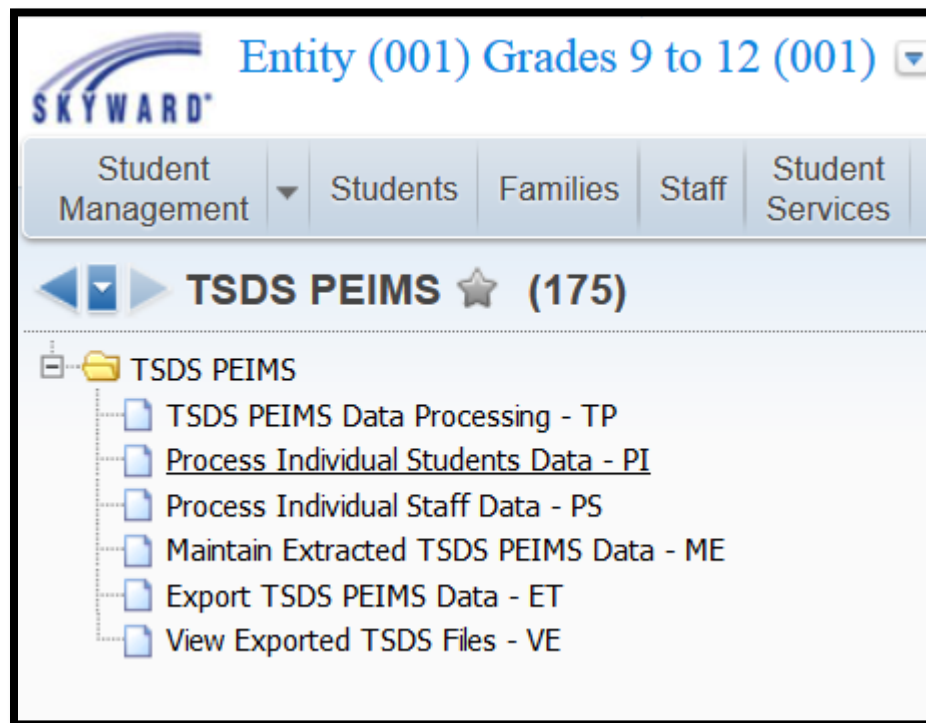 SKYWARD
Entity (001) Grades 9 to 12 (001)
Student
Management
Students
Families
Staff
Student
Services
TSDS PEIMS (175)
TSDS PEIMS
TSDS PEIMS Data Processing - TP
Process Individual Students Data - PI
Process Individual Staff Data - PS
Maintain Extracted TSDS PEIMS Data - ME
Export TSDS PEIMS Data - ET
View Exported TSDS Files - VE